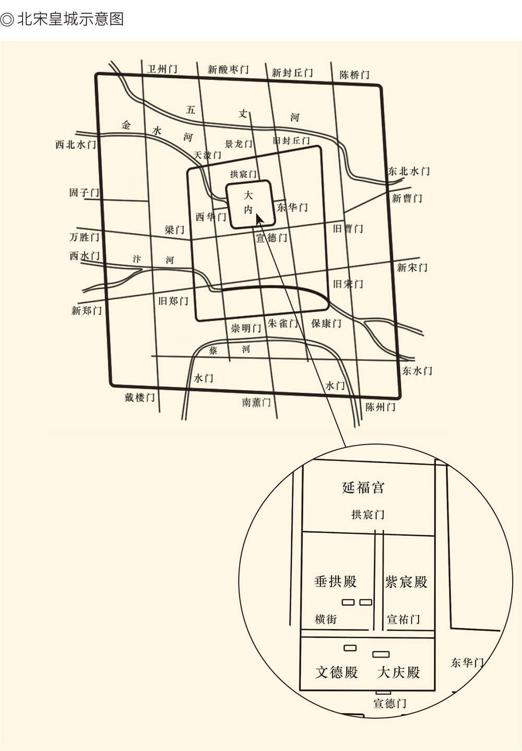 ◎ 北宋皇城示意图
卫州门
新酸枣门
新封丘门
陈桥门
五
丈
河
金
水
河
西北水门
景龙门
旧封丘门
天波门
拱宸门
东北水门
固子门
大
内
新曹门
西华门
东华门
梁门
旧曹门
万胜门
宣德门
西水门
汴
河
新宋门
旧宋门
旧郑门
新郑门
崇明门
朱雀门
保康门
蔡
河
东水门
水门
水门
戴楼门
南薰门
陈州门
延福宫
拱宸门
垂拱殿
紫宸殿
横街
宣祐门
文德殿
大庆殿
东华门
宣德门